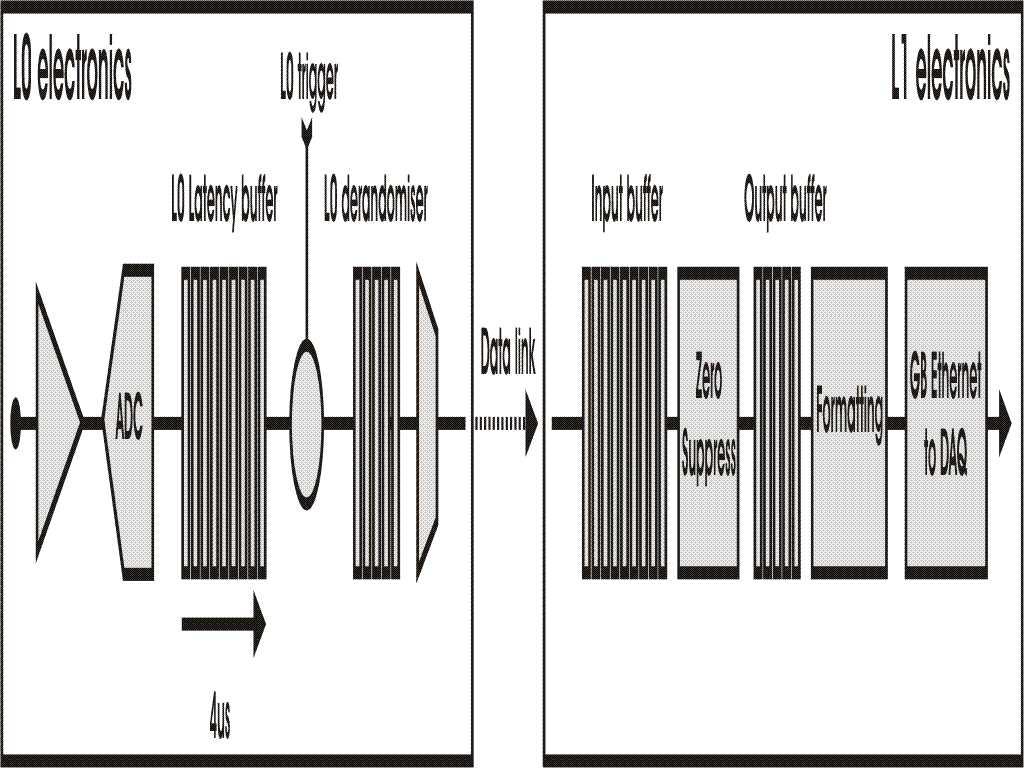 L0 electronics
L0 trigger
L0 Latency buffer
L0 derandomiser
ADC
4us
Data link
L1 electronics
Input buffer
Output buffer
Zero
Suppress
Formatting
GB Ethernet
to DAQ